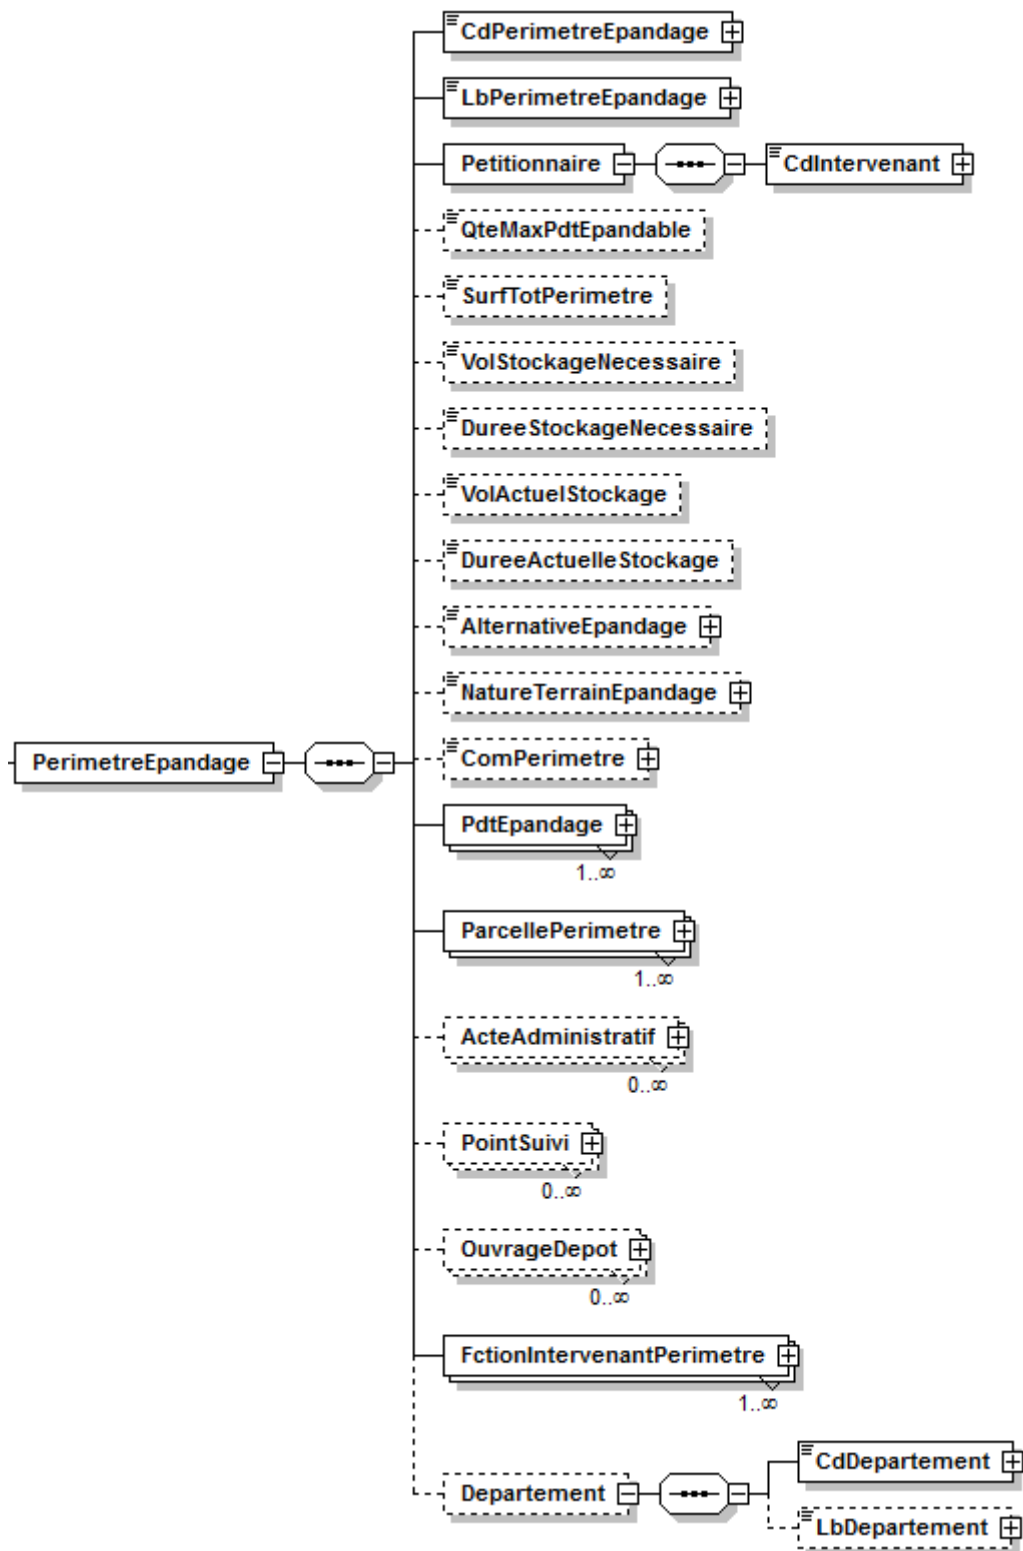 CdPerimetreEpandage
LbPerimetreEpandage
Petitionnaire
CdIntervenant
QteMaxPdtEpandable
SurfTotPerimetre
VolStockageNecessaire
DureeStockageNecessaire
VolActuelStockage
DureeActuelleStockage
AlternativeEpandage
NatureTerrainEpandage
PerimetreEpandage
ComPerimetre
PdtEpandage
1..∞
ParcellePerimetre
1..∞
ActeAdministratif
0..∞
PointSuivi
0..∞
OuvrageDepot
0..∞
FctionIntervenantPerimetre
1..∞
CdDepartement
Departement
LbDepartement